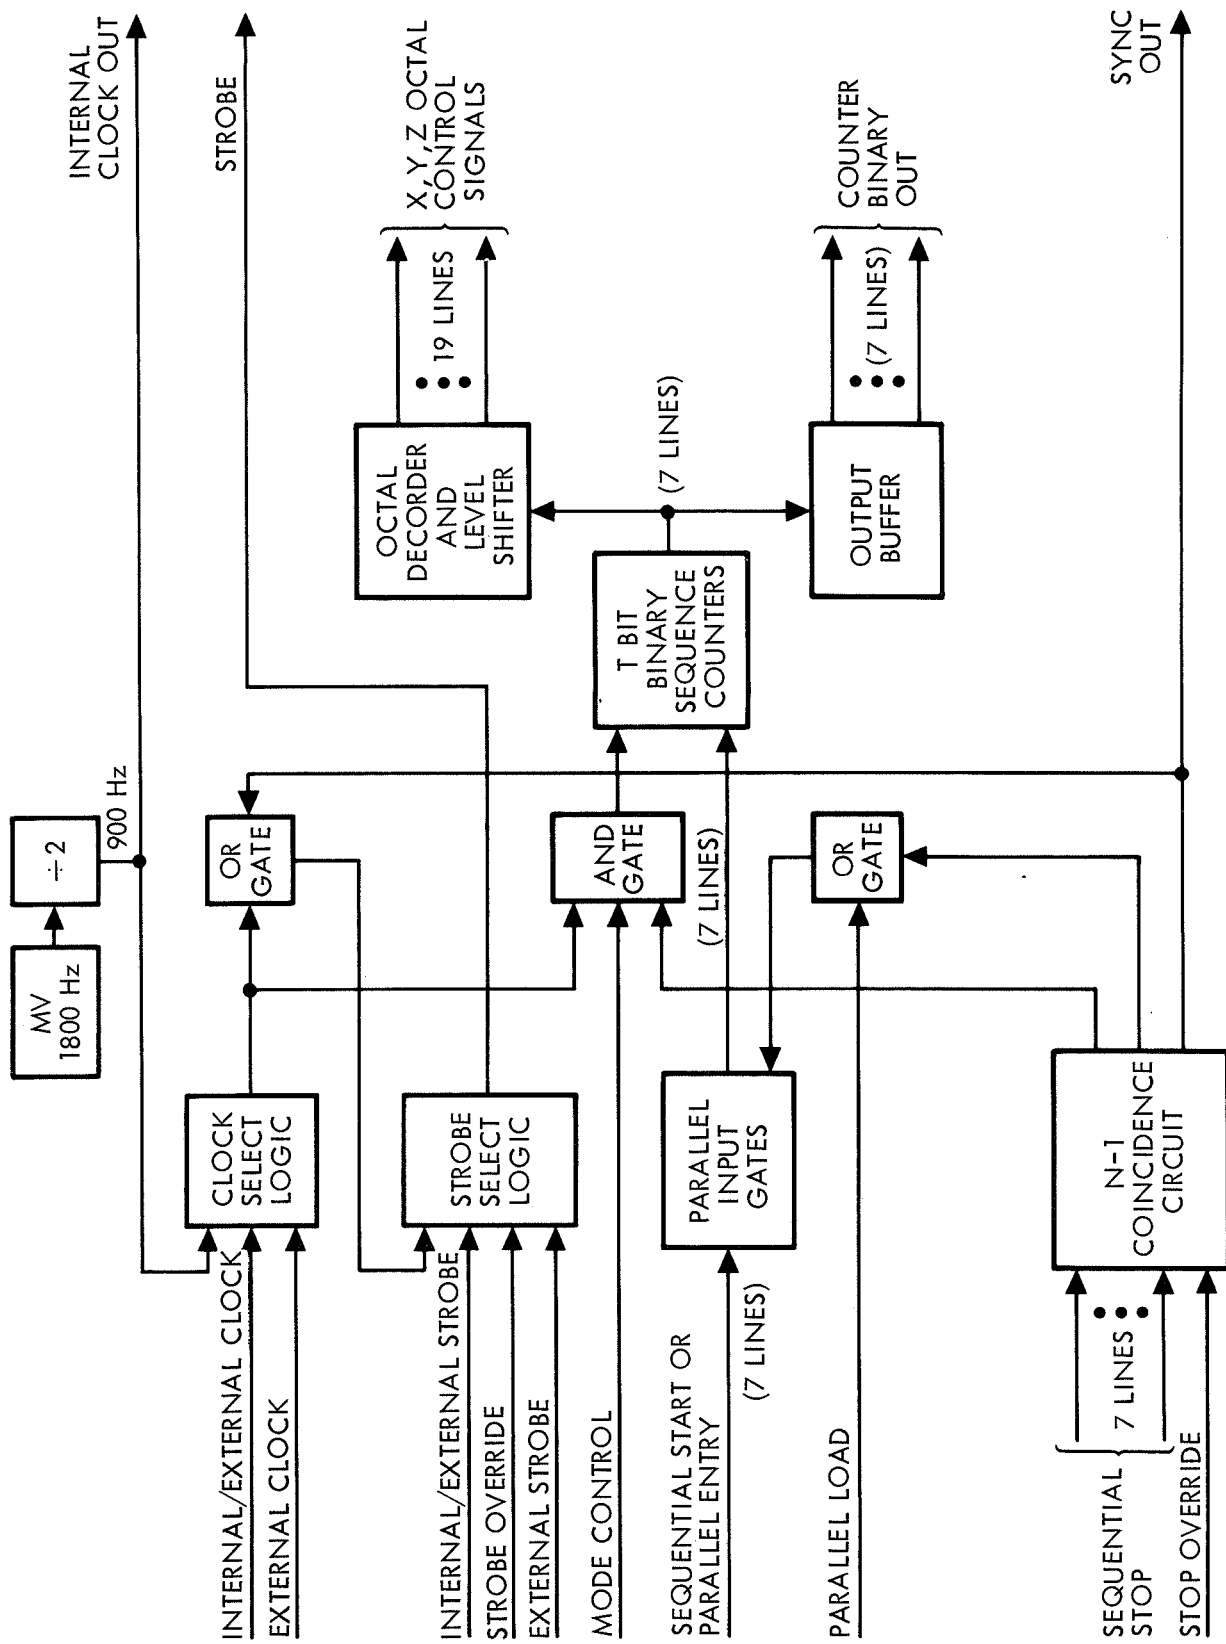 INTERNAL
CLOCK OUT
STROBE
X,Y,Z OCTAL
CONTROL
SIGNALS
COUNTER
BINARY
OUT
SYNC
OUT
19 LINES
(7 LINES)
OCTAL
DECORDER
AND
LEVEL
SHIFTER
(7 LINES)
OUTPUT
BUFFER
T BIT
BINARY
SEQUENCE
COUNTERS
÷2
900 Hz
OR
GATE
AND
GATE
(7 LINES)
OR
GATE
MV
1800 Hz
CLOCK
SELECT
LOGIC
STROBE
SELECT
LOGIC
PARALLEL
INPUT
GATES
N-1
COINCIDENCE
CIRCUIT
INTERNAL/EXTERNAL CLOCK
EXTERNAL CLOCK
INTERNAL/EXTERNAL STROBE
STROBE OVERRIDE
EXTERNAL STROBE
MODE CONTROL
SEQUENTIAL START OR
PARALLEL ENTRY
(7 LINES)
PARALLEL LOAD
SEQUENTIAL
STOP
7 LINES
STOP OVERRIDE